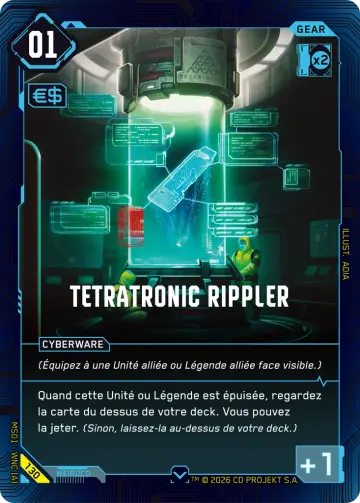 01
GEAR
x2
€$
ILLUST. ADIA
TETRATRONIC RIPPLER
CYBERWARE
(Équipez à une Unité alliée ou Légende alliée face visible.)
Quand cette Unité ou Légende est épuisée, regardez
la carte du dessus de votre deck. Vous pouvez
la jeter. (Sinon, laissez-la au-dessus de votre deck.)
+1
130
WEIRDCO
™ © 2026 CD PROJEKT S.A.